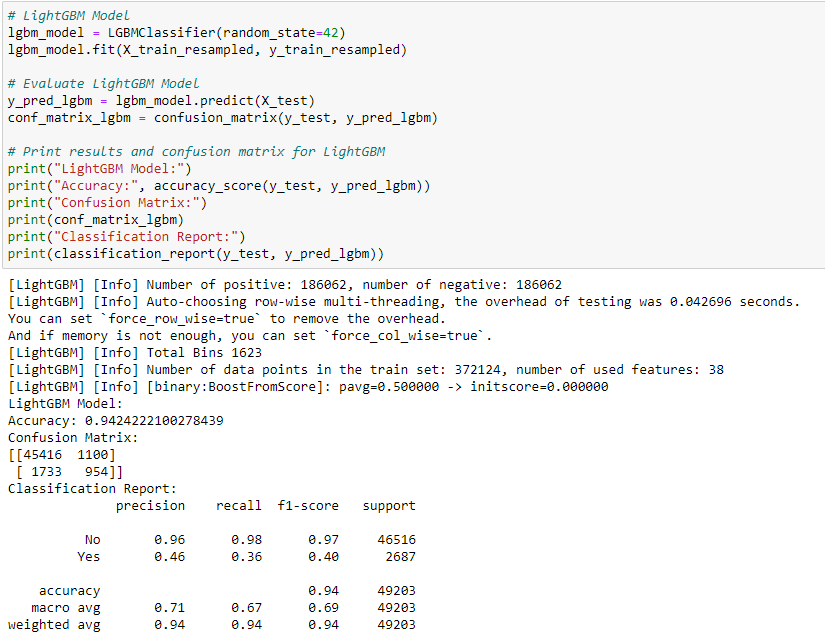 # LightGBM Model
lgbm_model = LGBMClassifier(random_state=42)
lgbm_model.fit(X_train_resampled, y_train_resampled)

# Evaluate LightGBM Model
y_pred_lgbm = lgbm_model.predict(X_test)
conf_matrix_lgbm = confusion_matrix(y_test, y_pred_lgbm)

# Print results and confusion matrix for LightGBM
print("LightGBM Model:")
print("Accuracy:", accuracy_score(y_test, y_pred_lgbm))
print("Confusion Matrix:")
print(conf_matrix_lgbm)
print("Classification Report:")
print(classification_report(y_test, y_pred_lgbm))

[LightGBM] [Info] Number of positive: 186062, number of negative: 186062
[LightGBM] [Info] Auto-choosing row-wise multi-threading, the overhead of testing was 0.042696 seconds.
You can set `force_row_wise=true` to remove the overhead.
And if memory is not enough, you can set `force_col_wise=true`.
[LightGBM] [Info] Total Bins 1623
[LightGBM] [Info] Number of data points in the train set: 372124, number of used features: 38
[LightGBM] [Info] [binary:BoostFromScore]: pavg=0.500000 -> initscore=0.000000
LightGBM Model:
Accuracy: 0.9424222100278439
Confusion Matrix:
[[45416  1100]
 [ 1733   954]]
Classification Report:
              precision    recall  f1-score   support

          No       0.96      0.98      0.97     46516
         Yes       0.46      0.36      0.40      2687

    accuracy                           0.94     49203
   macro avg       0.71      0.67      0.69     49203
weighted avg       0.94      0.94      0.94     49203